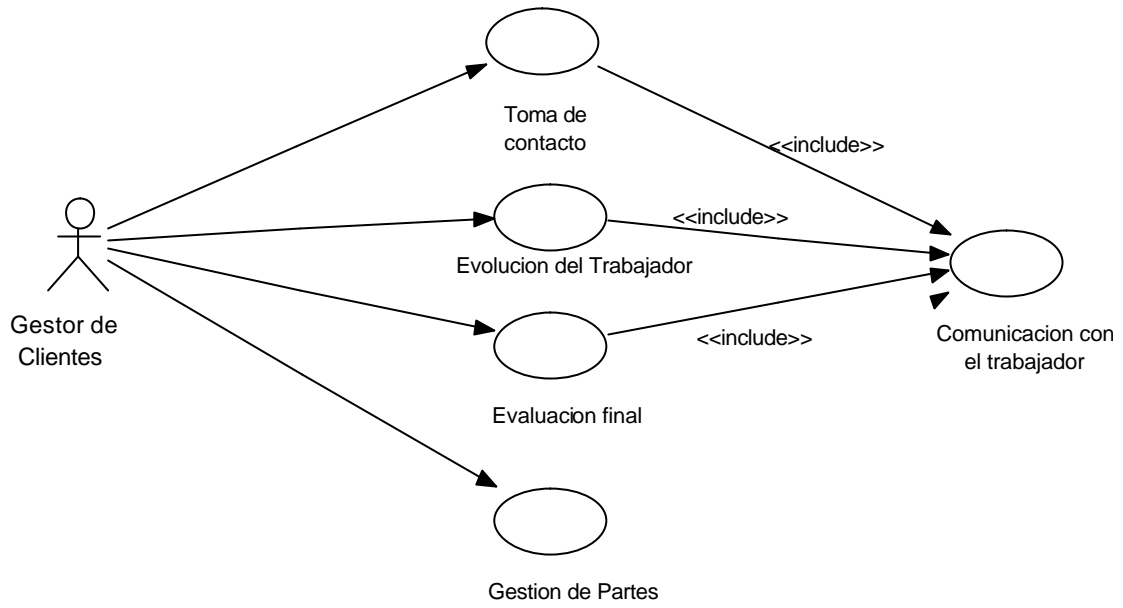 Toma de
contacto
<<include>>
<<include>>
Evolucion del Trabajador
Gestor de
Clientes
<<include>>
Comunicacion con
el trabajador
Evaluacion final
Gestion de Partes